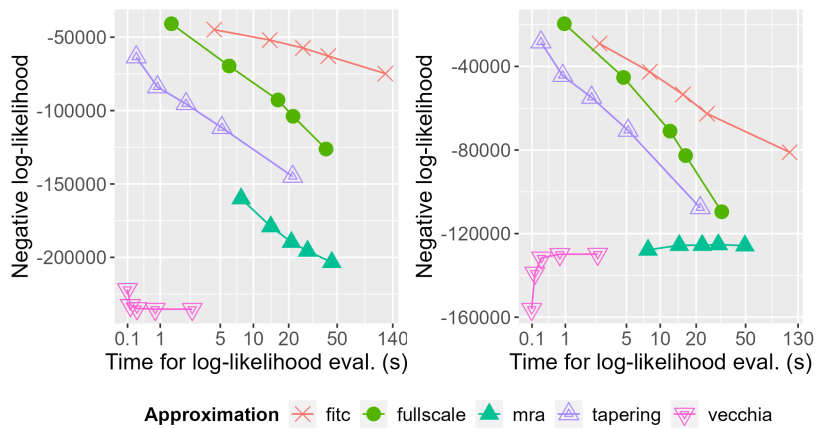 Negative log-likelihood
-50000
-100000
-150000
-200000
0.1 1 5 10 20 50 140
Time for log-likelihood eval. (s)
Negative log-likelihood
-40000
-80000
-120000
-160000
0.1 1 5 10 20 50 130
Time for log-likelihood eval. (s)
Approximation fitc fullscale mra tapering vecchia